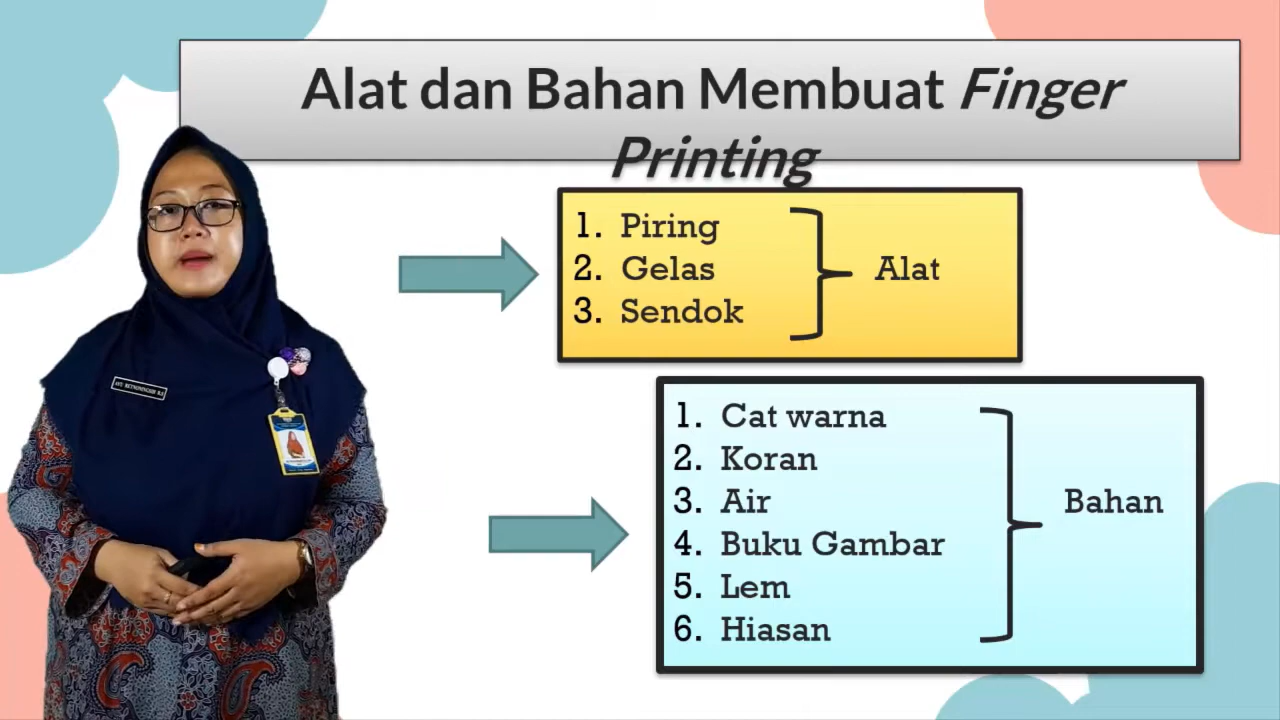 Alat dan Bahan Membuat Finger
Printing
1. Piring
2. Gelas
3. Sendok
Alat
1. Cat warna
2. Koran
3. Air
4. Buku Gambar
5. Lem
6. Hiasan
Bahan